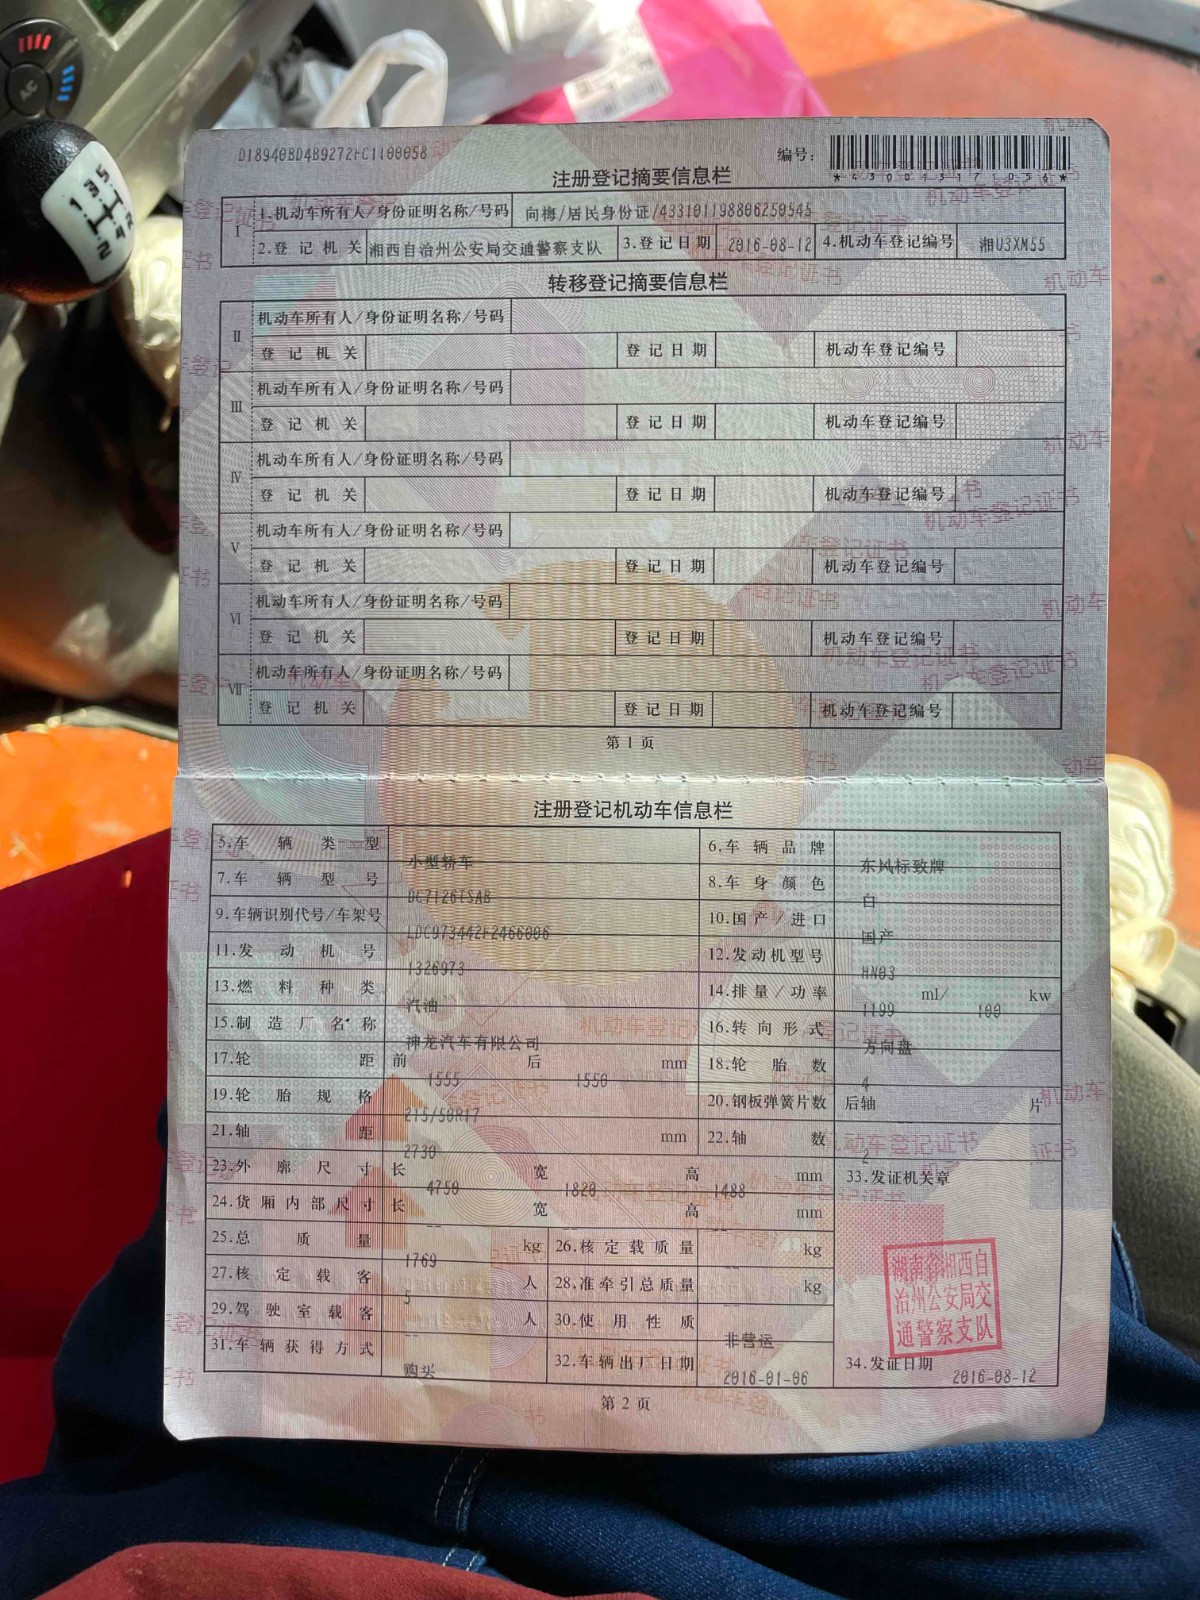 D18940BD4B9272FC1100058 编号:
*430003171056*
注册登记摘要信息栏
I 1.机动车所有人/身份证明名称/号码 向梅/居民身份证/433101198806250545
2.登记机关 湘西自治州公安局交通警察支队 3.登记日期 2016-08-12 4.机动车登记编号 湘U3XM55
转移登记摘要信息栏
II 机动车所有人/身份证明名称/号码
登记机关 登记日期 机动车登记编号
III 机动车所有人/身份证明名称/号码
登记机关 登记日期 机动车登记编号
IV 机动车所有人/身份证明名称/号码
登记机关 登记日期 机动车登记编号
V 机动车所有人/身份证明名称/号码
登记机关 登记日期 机动车登记编号
VI 机动车所有人/身份证明名称/号码
登记机关 登记日期 机动车登记编号
VII 机动车所有人/身份证明名称/号码
登记机关 登记日期 机动车登记编号
第1页
注册登记机动车信息栏
5.车辆类型 小型轿车 6.车辆品牌 东风标致牌
7.车辆型号 DC7126TSAB 8.车身颜色 白
9.车辆识别代号/车架号 LDC973442F2466006 10.国产/进口 国产
11.发动机号 1326973 12.发动机型号 HN03
13.燃料种类 汽油 14.排量/功率 1199 ml/ 100 kw
15.制造厂名称 神龙汽车有限公司 16.转向形式 方向盘
17.轮距 前 1555 后 1550 mm 18.轮胎数 4
19.轮胎规格 215/50R17 20.钢板弹簧片数 后轴 片
21.轴距 2730 mm 22.轴数 2
23.外廓尺寸 长 4750 宽 1820 高 1488 mm 33.发证机关章
24.货厢内部尺寸 长 -- 宽 -- 高 -- mm
25.总质量 1769 kg 26.核定载质量 -- kg
27.核定载客 5 人 28.准牵引总质量 -- kg
29.驾驶室载客 -- 人 30.使用性质 非营运
31.车辆获得方式 购买 32.车辆出厂日期 2016-01-06 34.发证日期 2016-08-12
湖南省湘西自
治州公安局交
通警察支队
第2页
A/C
1 3 5
2 4 R